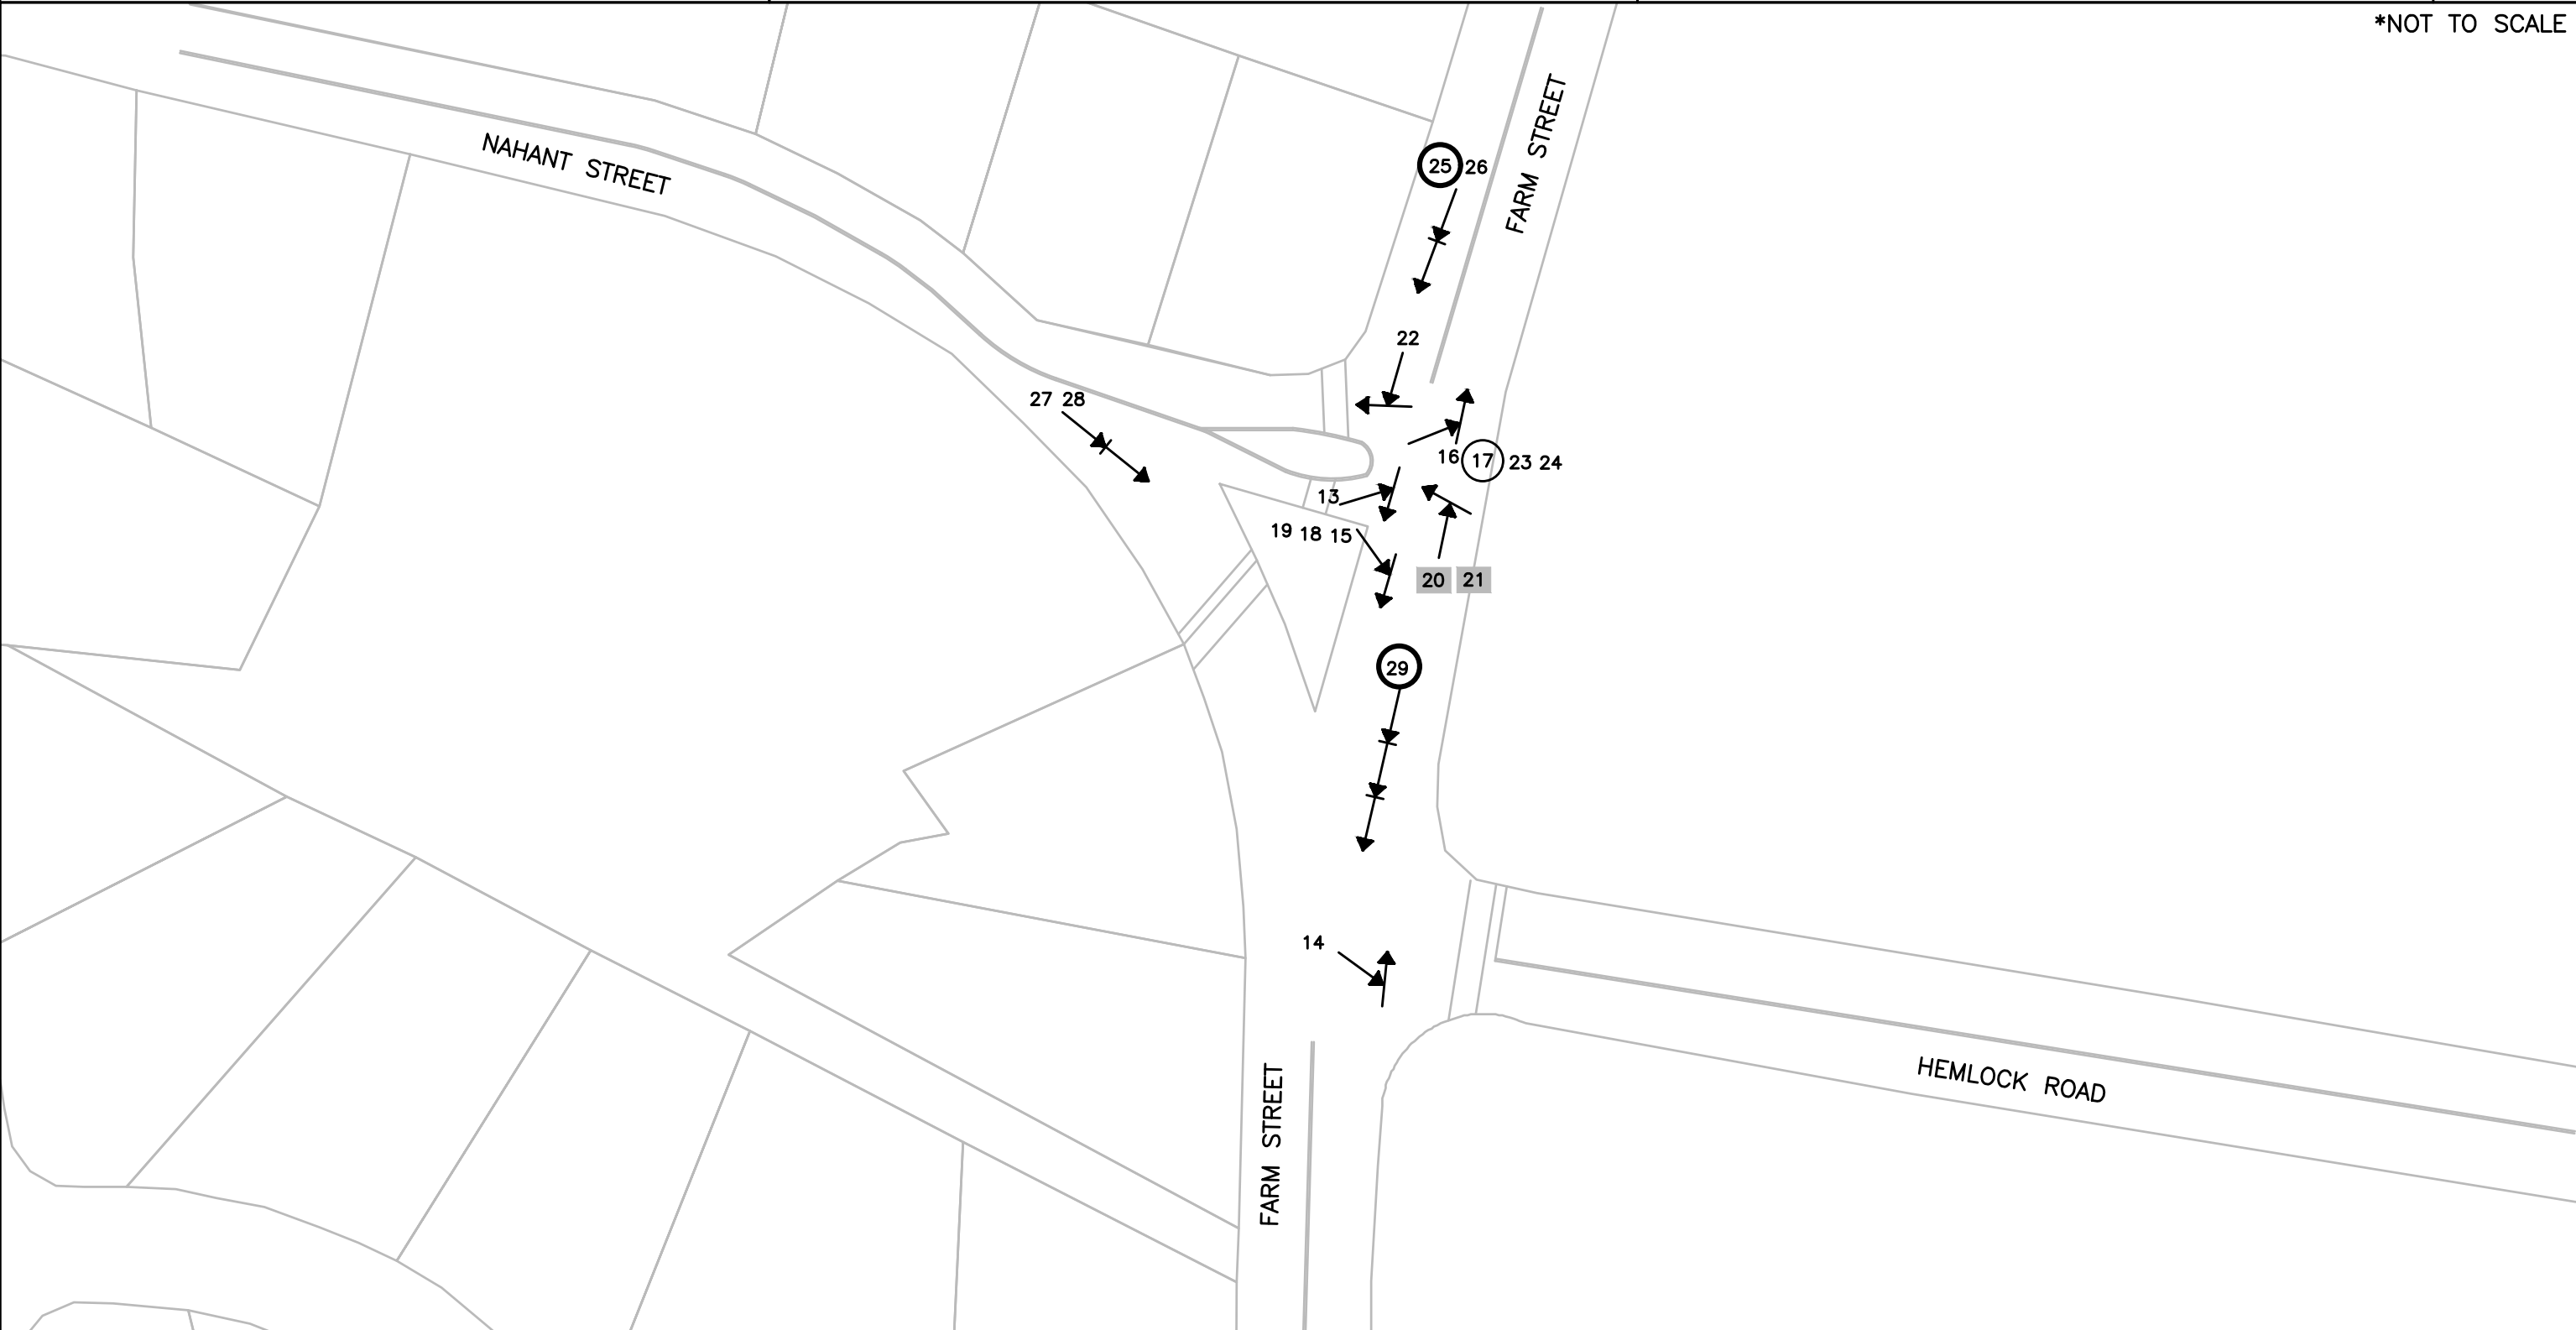 *NOT TO SCALE
FARM STREET
NAHANT STREET
25 26
22
27 28
16 17 23 24
13
19 18 15
20 21
29
14
FARM STREET
HEMLOCK ROAD